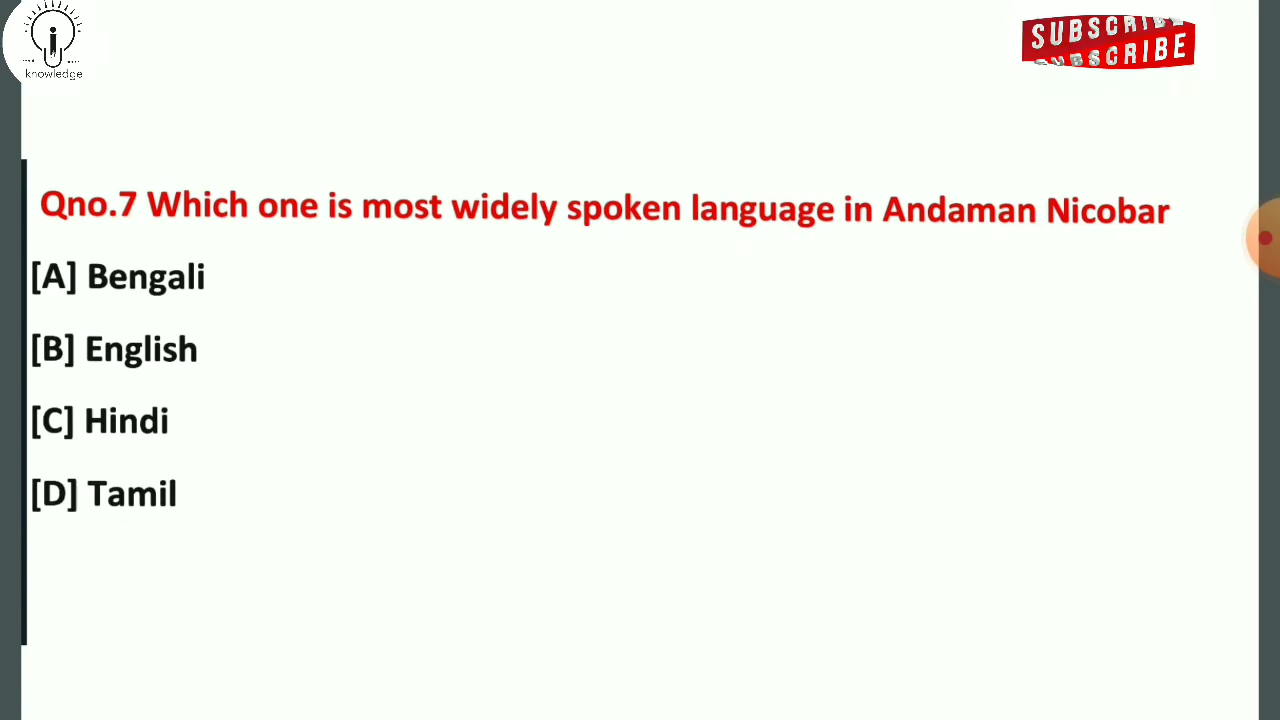 knowledge
SUBSCRIBE
SUBSCRIBE
Qno.7 Which one is most widely spoken language in Andaman Nicobar
[A] Bengali
[B] English
[C] Hindi
[D] Tamil